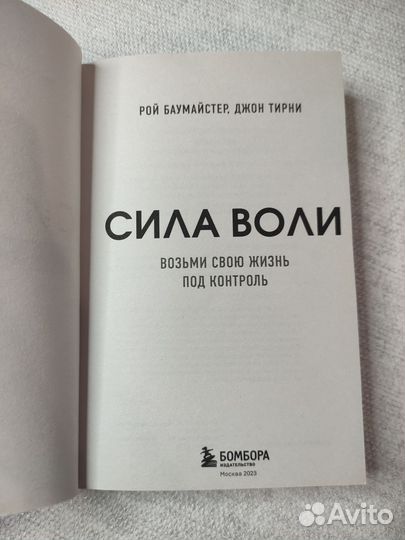 РОЙ БАУМАЙСТЕР, ДЖОН ТИРНИ
СИЛА ВОЛИ
ВОЗЬМИ СВОЮ ЖИЗНЬ
ПОД КОНТРОЛЬ
БОМБОРА
ИЗДАТЕЛЬСТВО
Москва 2023
Avito